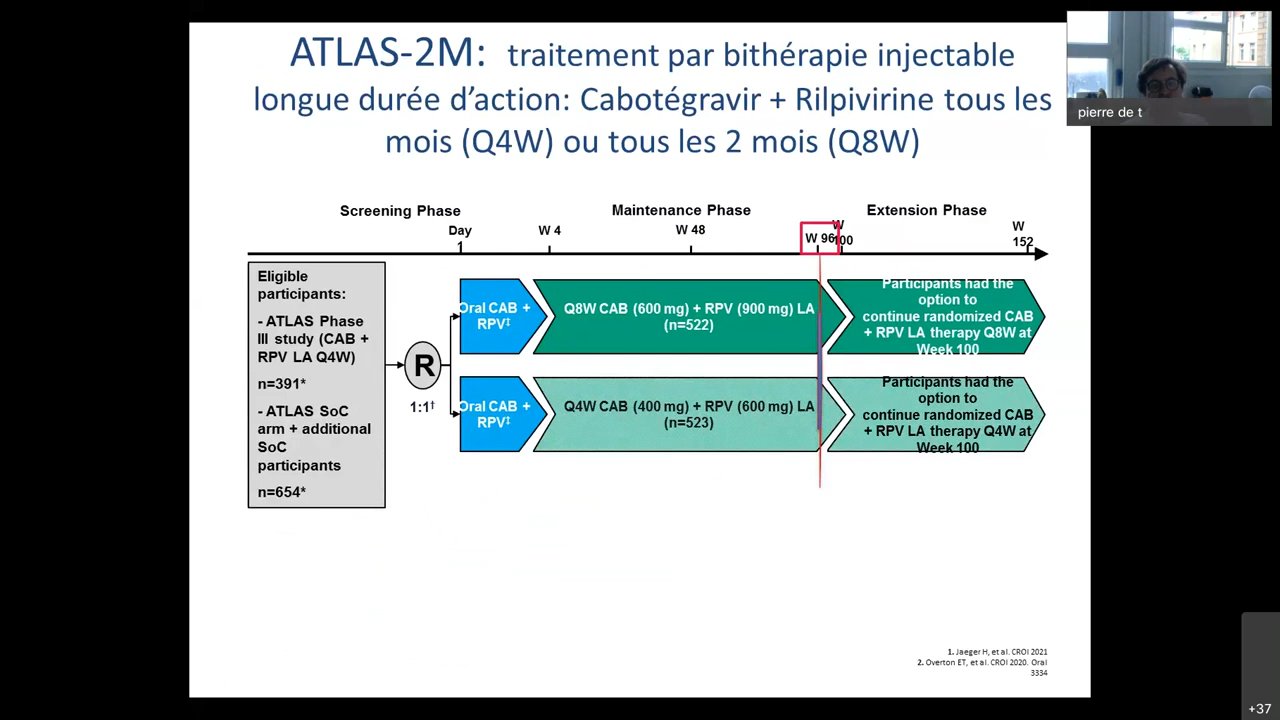 ATLAS-2M: traitement par bithérapie injectable
longue durée d'action: Cabotégravir + Rilpivirine tous les
mois (Q4W) ou tous les 2 mois (Q8W)
pierre de t
Screening Phase
Maintenance Phase
Extension Phase
Day
1
W 4
W 48
W 96
W
100
W
152
Eligible
participants:
- ATLAS Phase
III study (CAB +
RPV LA Q4W)
n=391*
- ATLAS SoC
arm + additional
SoC
participants
n=654*
R
1:1†
Oral CAB +
RPV‡
Q8W CAB (600 mg) + RPV (900 mg) LA
(n=522)
Participants had the
option to
continue randomized CAB
+ RPV LA therapy Q8W at
Week 100
Oral CAB +
RPV‡
Q4W CAB (400 mg) + RPV (600 mg) LA
(n=523)
Participants had the
option to
continue randomized CAB
+ RPV LA therapy Q4W at
Week 100
1. Jaeger H, et al. CROI 2021
2. Overton ET, et al. CROI 2020. Oral
3334
+37